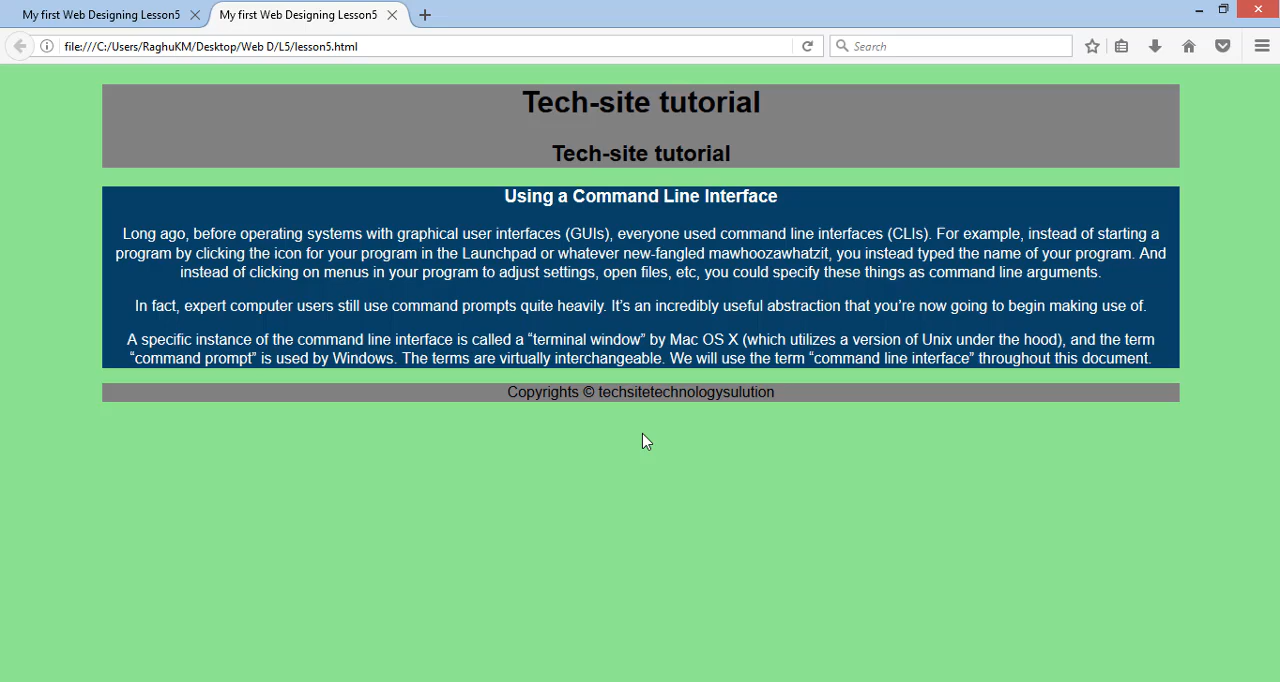 My first Web Designing Lesson5 My first Web Designing Lesson5
file:///C:/Users/RaghuKM/Desktop/Web D/L5/lesson5.html Search
Tech-site tutorial
Tech-site tutorial
Using a Command Line Interface
Long ago, before operating systems with graphical user interfaces (GUIs), everyone used command line interfaces (CLIs). For example, instead of starting a
program by clicking the icon for your program in the Launchpad or whatever new-fangled mawhoozawhatzit, you instead typed the name of your program. And
instead of clicking on menus in your program to adjust settings, open files, etc, you could specify these things as command line arguments.
In fact, expert computer users still use command prompts quite heavily. It’s an incredibly useful abstraction that you’re now going to begin making use of.
A specific instance of the command line interface is called a “terminal window” by Mac OS X (which utilizes a version of Unix under the hood), and the term
“command prompt” is used by Windows. The terms are virtually interchangeable. We will use the term “command line interface” throughout this document.
Copyrights © techsitetechnologysulution